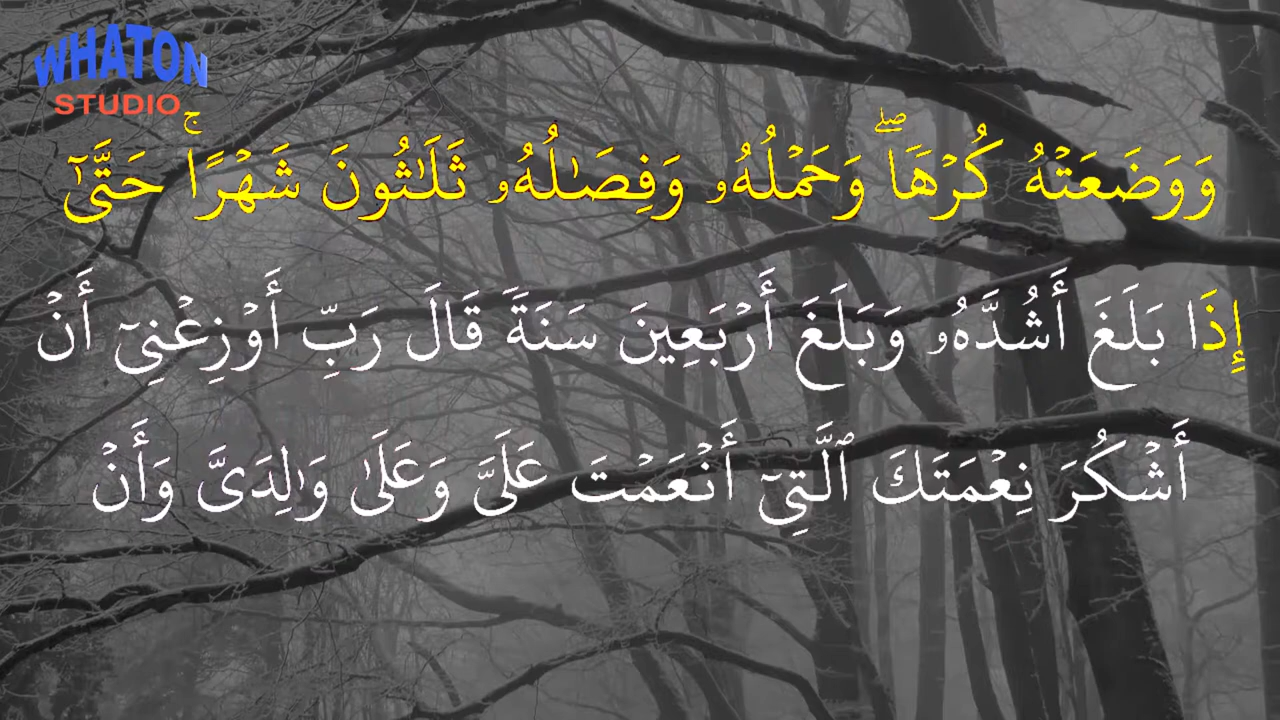 WHATON
STUDIO
وَوَضَعَتْهُ كُرْهًاۖ وَحَمْلُهُۥ وَفِصَٰلُهُۥ ثَلَٰثُونَ شَهْرًاۚ حَتَّىٰٓ
إِذَا بَلَغَ أَشُدَّهُۥ وَبَلَغَ أَرْبَعِينَ سَنَةً قَالَ رَبِّ أَوْزِعْنِىٓ أَنْ
أَشْكُرَ نِعْمَتَكَ ٱلَّتِىٓ أَنْعَمْتَ عَلَىَّ وَعَلَىٰ وَٰلِدَىَّ وَأَنْ